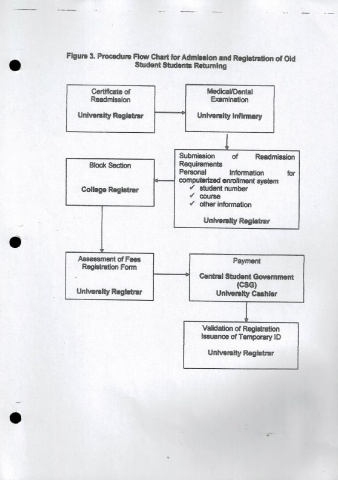 Figure 3. Procedure Flow Chart for Admission and Registration of Old
Student Students Returning
Certificate of
Readmission
University Registrar
Medical/Dental
Examination
University Infirmary
Submission of Readmission
Requirements
Personal Information for
computerized enrollment system
✓ student number
✓ course
✓ other information
University Registrar
Block Section
College Registrar
Assessment of Fees
Registration Form
University Registrar
Payment
Central Student Government
(CSG)
University Cashier
Validation of Registration
Issuance of Temporary ID
University Registrar